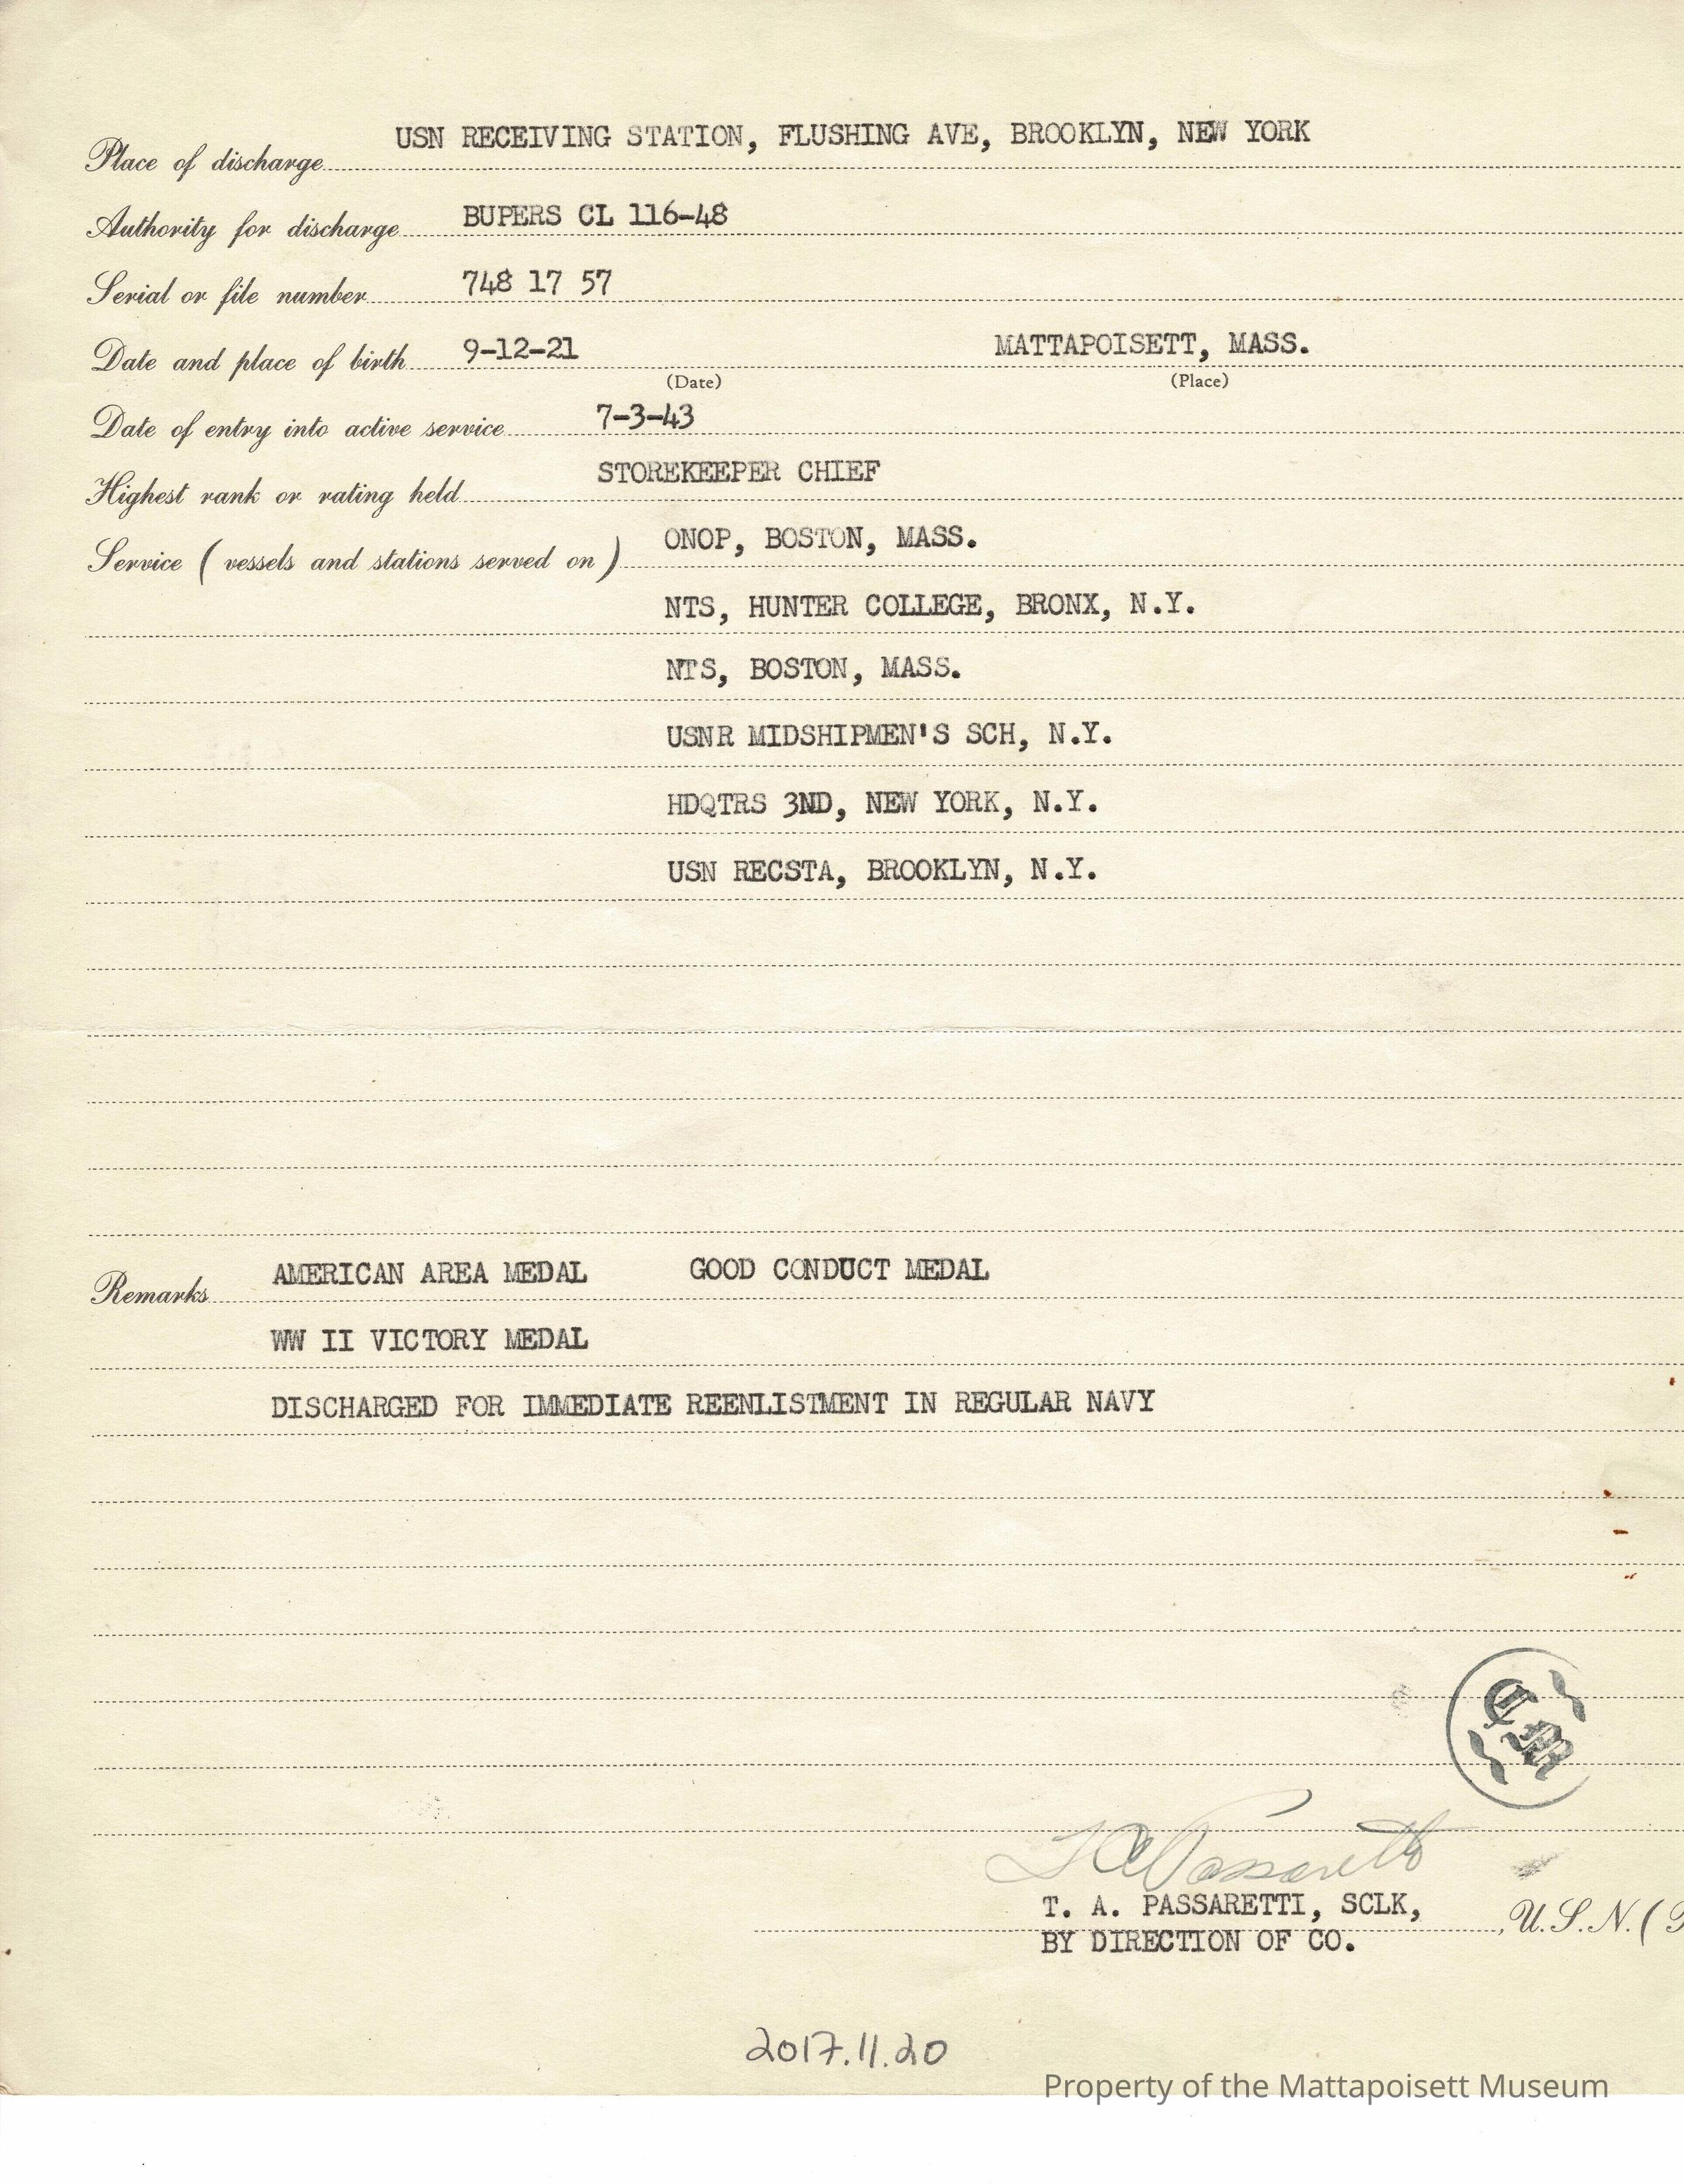 Place of discharge USN RECEIVING STATION, FLUSHING AVE, BROOKLYN, NEW YORK
Authority for discharge BUPERS CL 116-48
Serial or file number 748 17 57
Date and place of birth 9-12-21 MATTAPOISETT, MASS.
(Date) (Place)
Date of entry into active service 7-3-43
Highest rank or rating held STOREKEEPER CHIEF
Service ( vessels and stations served on ) ONOP, BOSTON, MASS.
NTS, HUNTER COLLEGE, BRONX, N.Y.
NTS, BOSTON, MASS.
USNR MIDSHIPMEN'S SCH, N.Y.
HDQTRS 3ND, NEW YORK, N.Y.
USN RECSTA, BROOKLYN, N.Y.
Remarks AMERICAN AREA MEDAL GOOD CONDUCT MEDAL
WW II VICTORY MEDAL
DISCHARGED FOR IMMEDIATE REENLISTMENT IN REGULAR NAVY
CM
T A Passaretti
T. A. PASSARETTI, SCLK, , U.S.N. (
BY DIRECTION OF CO.
2017.11.20
Property of the Mattapoisett Museum